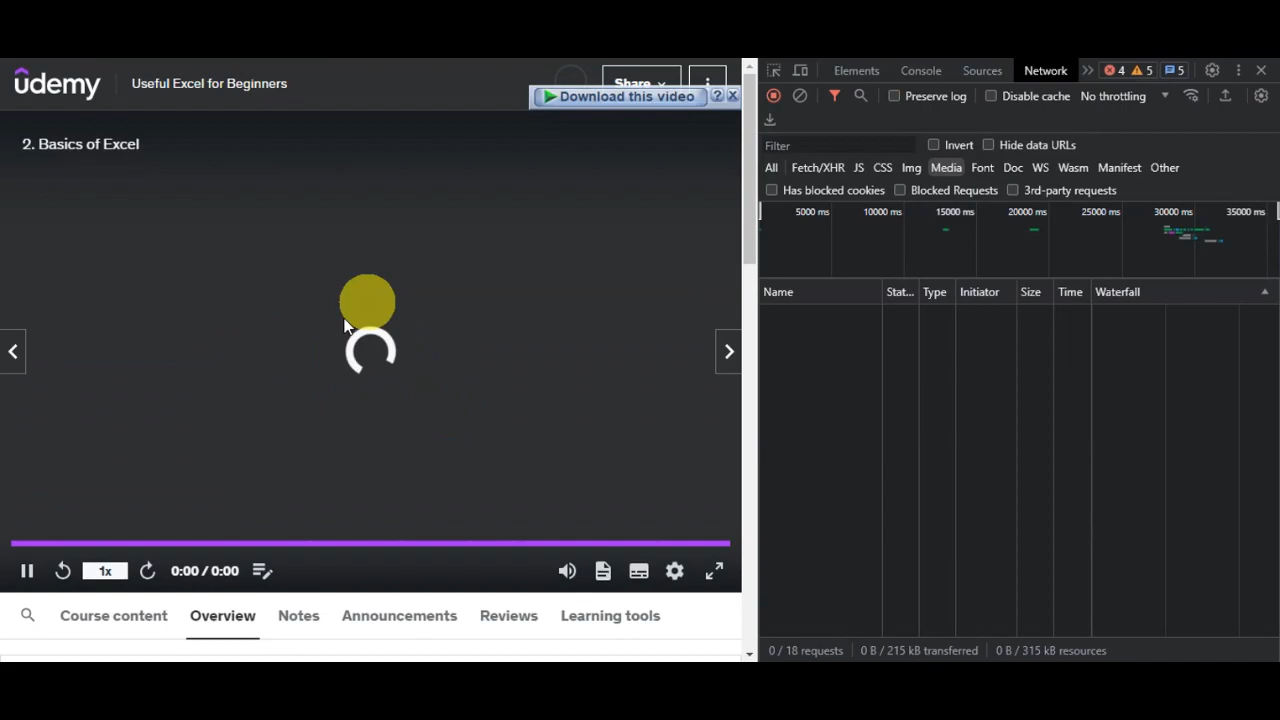 udemy Useful Excel for Beginners Share
Download this video ? X
2. Basics of Excel
1x 0:00 / 0:00
Course content Overview Notes Announcements Reviews Learning tools
Elements Console Sources Network 4 5 5
Preserve log Disable cache No throttling
Filter Invert Hide data URLs
All Fetch/XHR JS CSS Img Media Font Doc WS Wasm Manifest Other
Has blocked cookies Blocked Requests 3rd-party requests
5000 ms 10000 ms 15000 ms 20000 ms 25000 ms 30000 ms 35000 ms
Name Stat... Type Initiator Size Time Waterfall
0 / 18 requests 0 B / 215 kB transferred 0 B / 315 kB resources